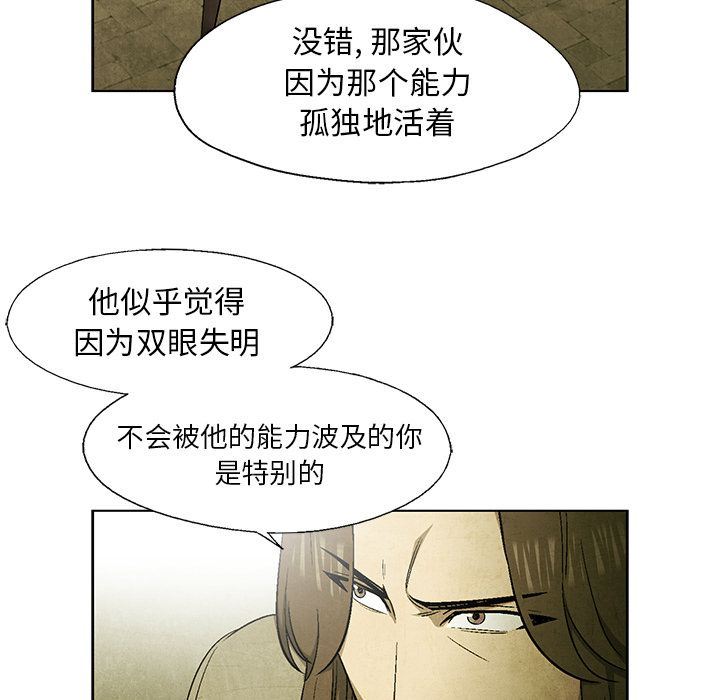 没错, 那家伙
因为那个能力
孤独地活着
他似乎觉得
因为双眼失明
不会被他的能力波及的你
是特别的